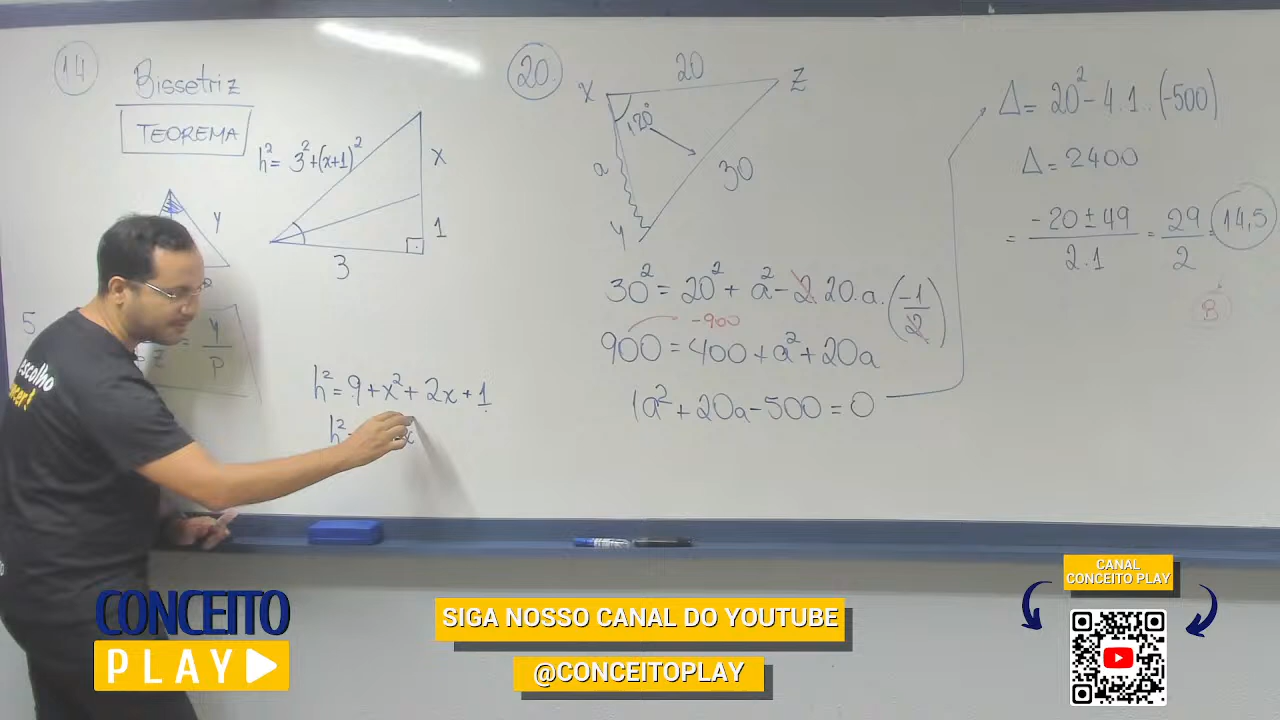 14
Bissetriz
TEOREMA
h² = 3² + (x+1)²
x
1
3
y
5
z = y/p
h² = 9 + x² + 2x + 1
h² =
x
20.
20
x
z
120°
a
30
y
30² = 20² + a² - 2 20.a. (-1/2)
-900
900 = 400 + a² + 20a
1a² + 20a - 500 = 0
Δ = 20² - 4.1..(-500)
Δ = 2400
= -20 ± 49 / 2.1 = 29/2 = 14,5
B
escolho
CONCEITO
PLAY
SIGA NOSSO CANAL DO YOUTUBE
@CONCEITOPLAY
CANAL
CONCEITO PLAY